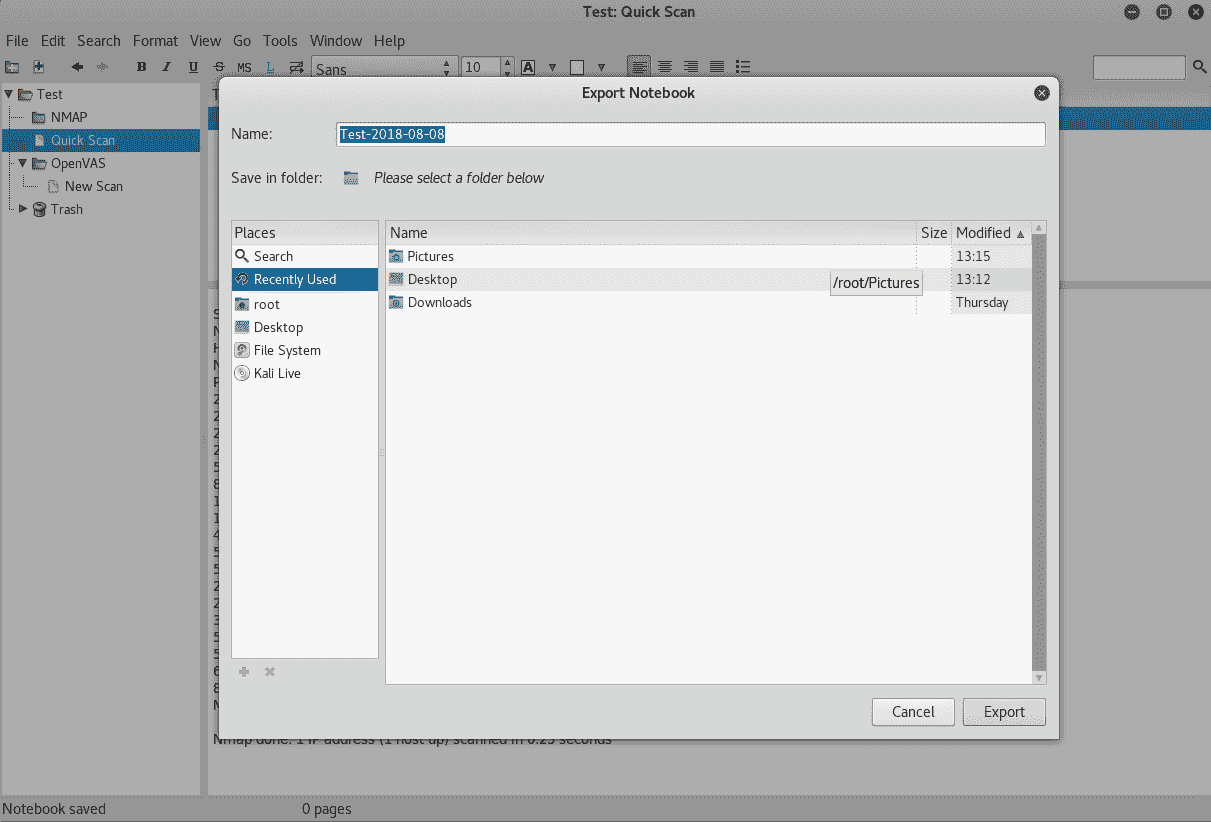 Test: Quick Scan
File Edit Search Format View Go Tools Window Help
B I U S MS L Sans 10 A
Test
NMAP
Quick Scan
OpenVAS
New Scan
Trash
Export Notebook
Name: Test-2018-08-08
Save in folder: Please select a folder below
Places
Search
Recently Used
root
Desktop
File System
Kali Live
Name Size Modified
Pictures 13:15
Desktop 13:12
/root/Pictures
Downloads Thursday
Cancel Export
Nmap done: 1 IP address (1 host up) scanned in 0.25 seconds
Notebook saved 0 pages